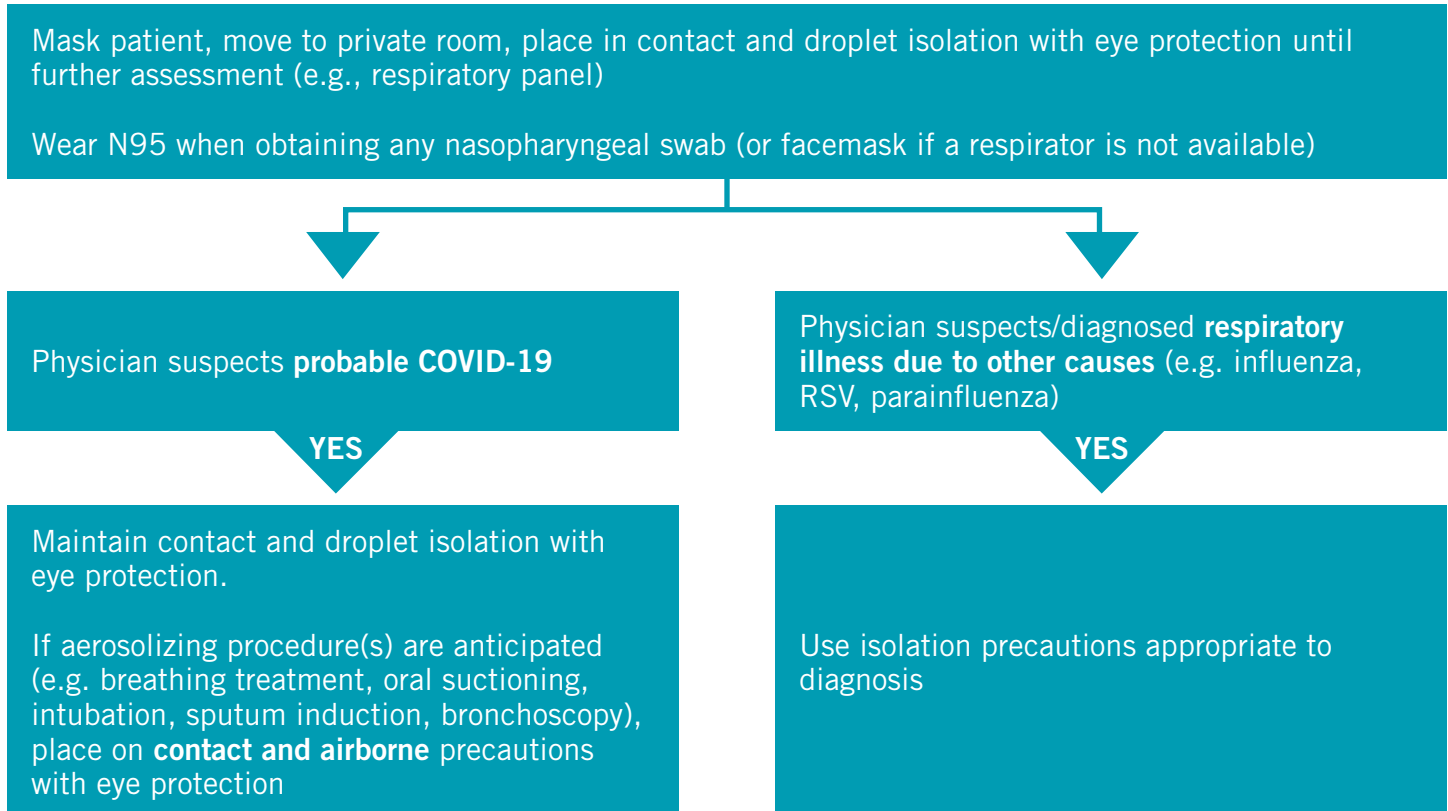 Mask patient, move to private room, place in contact and droplet isolation with eye protection until
further assessment (e.g., respiratory panel)
Wear N95 when obtaining any nasopharyngeal swab (or facemask if a respirator is not available)
Physician suspects probable COVID-19
YES
Maintain contact and droplet isolation with
eye protection.
If aerosolizing procedure(s) are anticipated
(e.g. breathing treatment, oral suctioning,
intubation, sputum induction, bronchoscopy),
place on contact and airborne precautions
with eye protection
Physician suspects/diagnosed respiratory
illness due to other causes (e.g. influenza,
RSV, parainfluenza)
YES
Use isolation precautions appropriate to
diagnosis